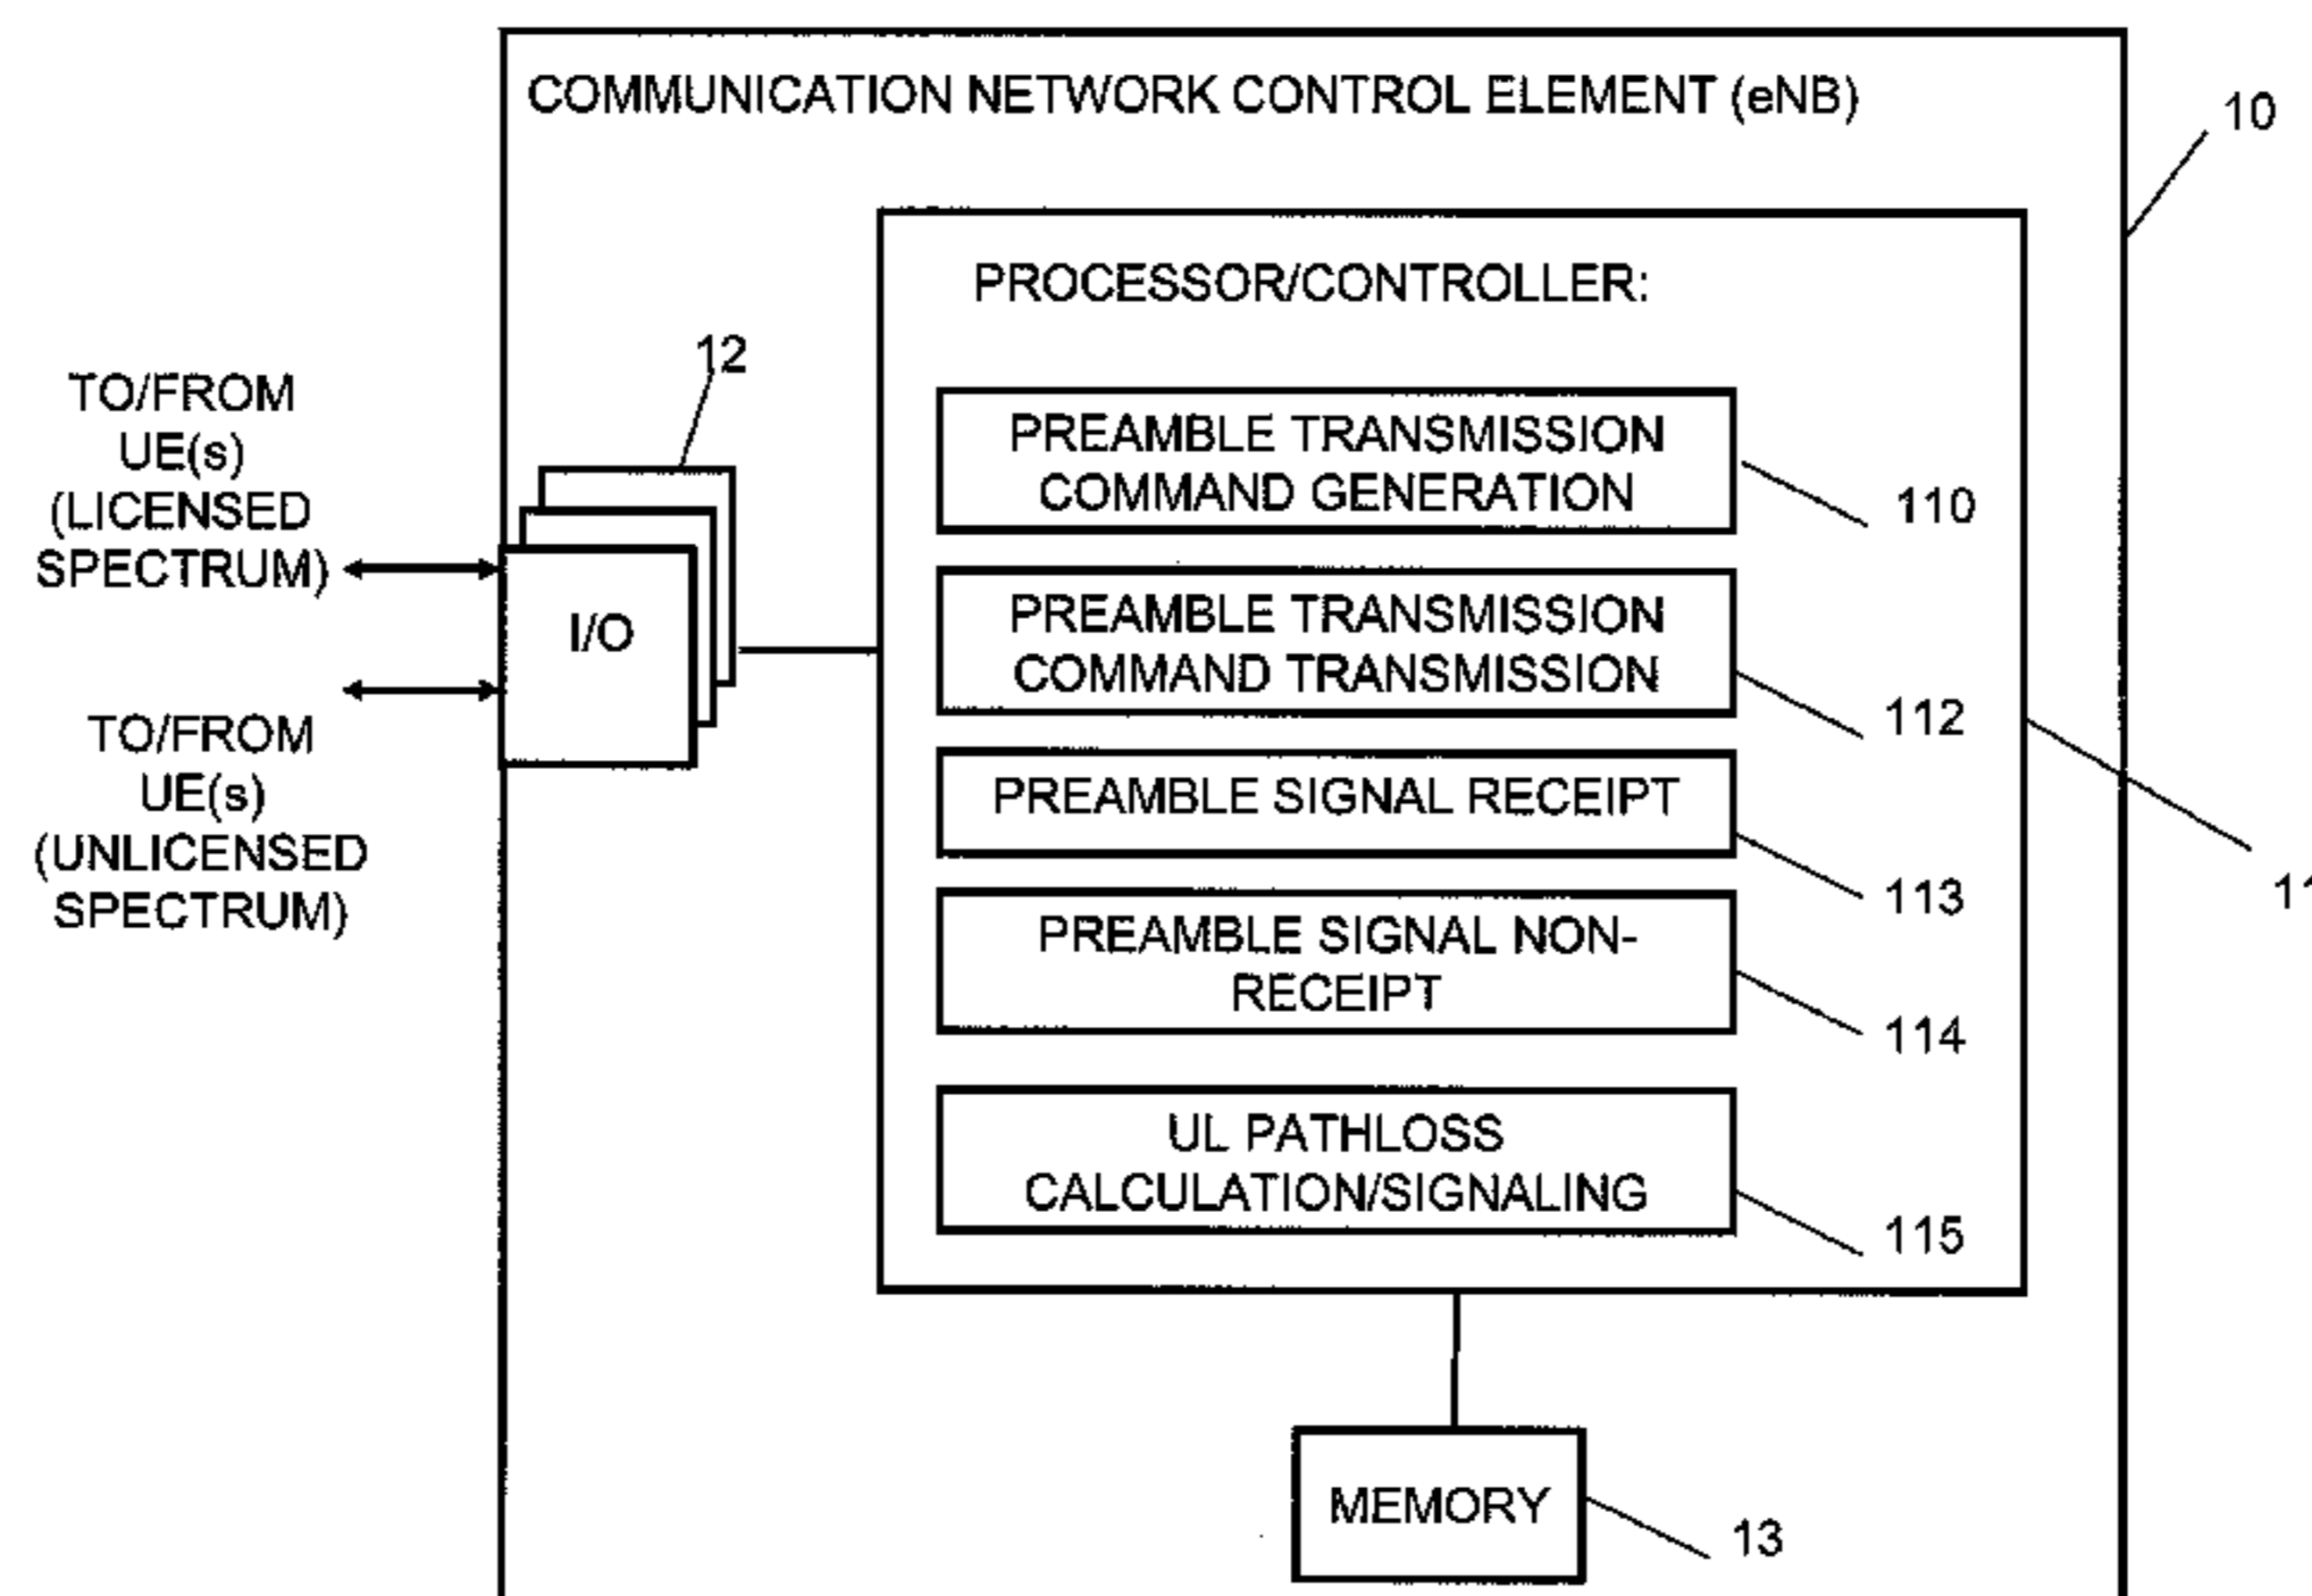 COMMUNICATION NETWORK CONTROL ELEMENT (eNB)
10
PROCESSOR/CONTROLLER:
12
TO/FROM
UE(s)
(LICENSED
SPECTRUM)
I/O
TO/FROM
UE(s)
(UNLICENSED
SPECTRUM)
PREAMBLE TRANSMISSION
COMMAND GENERATION
110
PREAMBLE TRANSMISSION
COMMAND TRANSMISSION
112
PREAMBLE SIGNAL RECEIPT
113
11
PREAMBLE SIGNAL NON-
RECEIPT
114
UL PATHLOSS
CALCULATION/SIGNALING
115
MEMORY
13